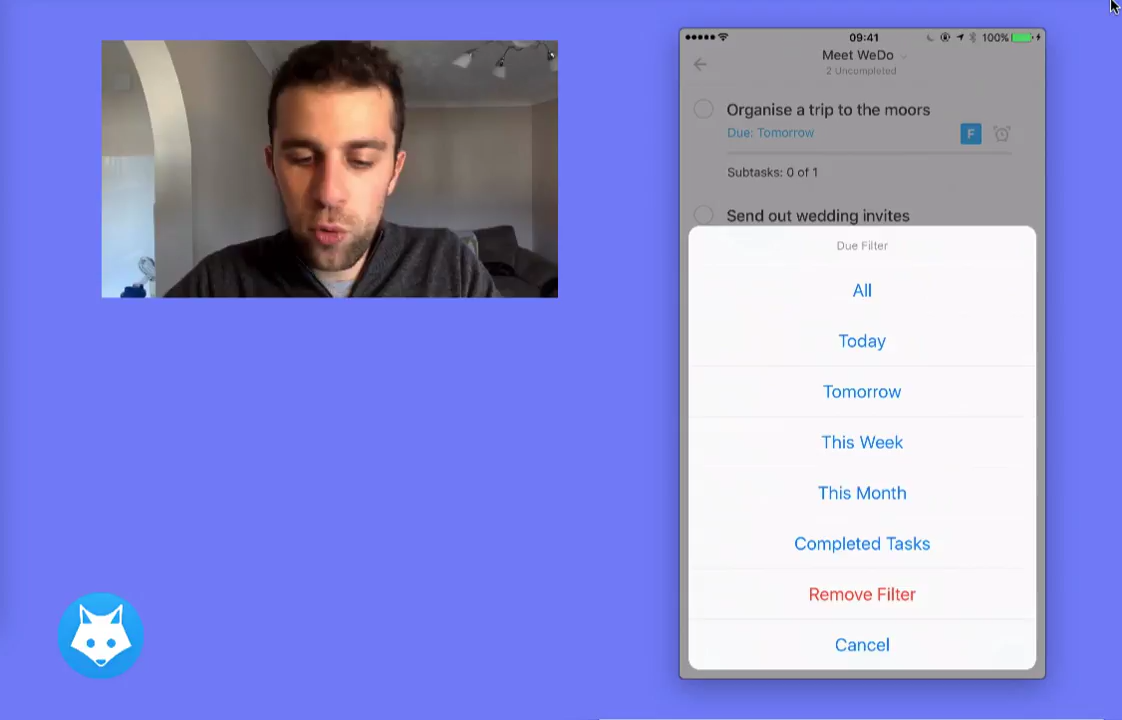 09:41
100%
Meet WeDo
2 Uncompleted
Organise a trip to the moors
Due: Tomorrow
F
Subtasks: 0 of 1
Send out wedding invites
Due Filter
All
Today
Tomorrow
This Week
This Month
Completed Tasks
Remove Filter
Cancel